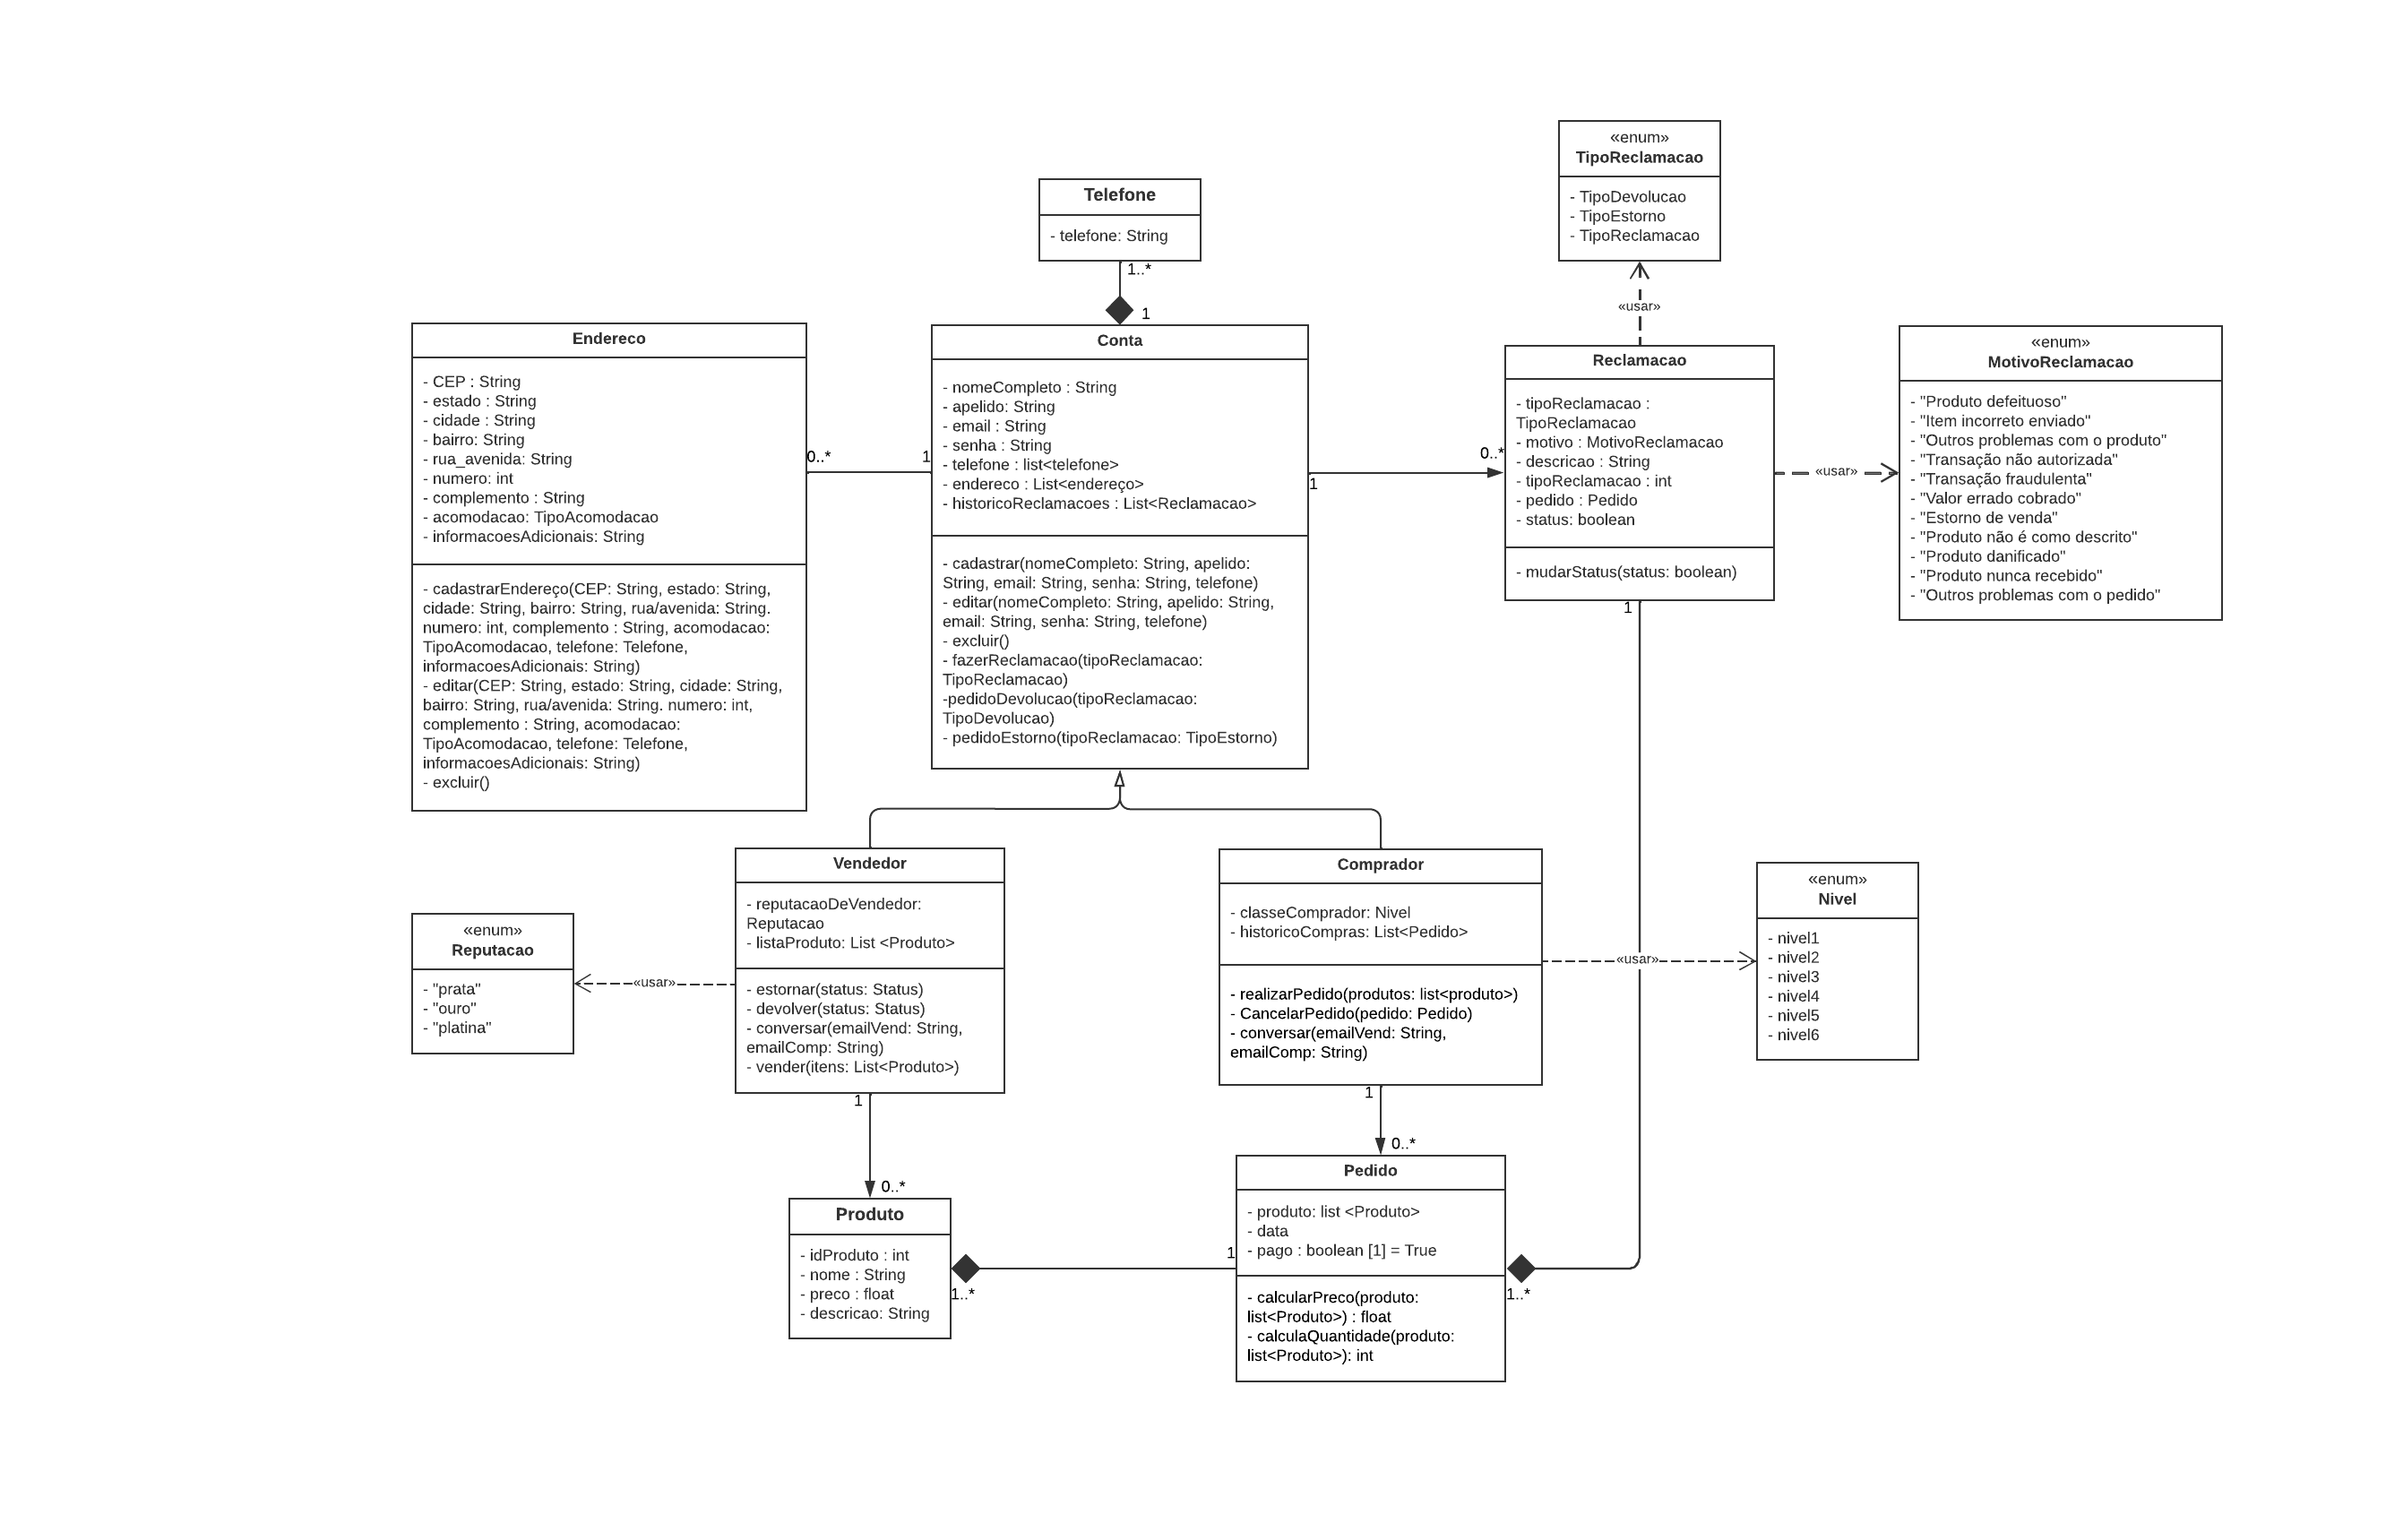 «enum»
TipoReclamacao
- TipoDevolucao
- TipoEstorno
- TipoReclamacao
Telefone
- telefone: String
1..*
1
«usar»
Endereco
- CEP : String
- estado : String
- cidade : String
- bairro: String
- rua_avenida: String
- numero: int
- complemento : String
- acomodacao: TipoAcomodacao
- informacoesAdicionais: String
- cadastrarEndereço(CEP: String, estado: String,
cidade: String, bairro: String, rua/avenida: String.
numero: int, complemento : String, acomodacao:
TipoAcomodacao, telefone: Telefone,
informacoesAdicionais: String)
- editar(CEP: String, estado: String, cidade: String,
bairro: String, rua/avenida: String. numero: int,
complemento : String, acomodacao:
TipoAcomodacao, telefone: Telefone,
informacoesAdicionais: String)
- excluir()
0..*
1
Conta
- nomeCompleto : String
- apelido: String
- email : String
- senha : String
- telefone : list<telefone>
- endereco : List<endereço>
- historicoReclamacoes : List<Reclamacao>
- cadastrar(nomeCompleto: String, apelido:
String, email: String, senha: String, telefone)
- editar(nomeCompleto: String, apelido: String,
email: String, senha: String, telefone)
- excluir()
- fazerReclamacao(tipoReclamacao:
TipoReclamacao)
-pedidoDevolucao(tipoReclamacao:
TipoDevolucao)
- pedidoEstorno(tipoReclamacao: TipoEstorno)
1
0..*
Reclamacao
- tipoReclamacao :
TipoReclamacao
- motivo : MotivoReclamacao
- descricao : String
- tipoReclamacao : int
- pedido : Pedido
- status: boolean
- mudarStatus(status: boolean)
1
«usar»
«enum»
MotivoReclamacao
- "Produto defeituoso"
- "Item incorreto enviado"
- "Outros problemas com o produto"
- "Transação não autorizada"
- "Transação fraudulenta"
- "Valor errado cobrado"
- "Estorno de venda"
- "Produto não é como descrito"
- "Produto danificado"
- "Produto nunca recebido"
- "Outros problemas com o pedido"
«enum»
Reputacao
- "prata"
- "ouro"
- "platina"
«usar»
Vendedor
- reputacaoDeVendedor:
Reputacao
- listaProduto: List <Produto>
- estornar(status: Status)
- devolver(status: Status)
- conversar(emailVend: String,
emailComp: String)
- vender(itens: List<Produto>)
1
0..*
Comprador
- classeComprador: Nivel
- historicoCompras: List<Pedido>
- realizarPedido(produtos: list<produto>)
- CancelarPedido(pedido: Pedido)
- conversar(emailVend: String,
emailComp: String)
1
0..*
«usar»
«enum»
Nivel
- nivel1
- nivel2
- nivel3
- nivel4
- nivel5
- nivel6
Produto
- idProduto : int
- nome : String
- preco : float
- descricao: String
1..*
1
Pedido
- produto: list <Produto>
- data
- pago : boolean [1] = True
- calcularPreco(produto:
list<Produto>) : float
- calculaQuantidade(produto:
list<Produto>): int
1..*